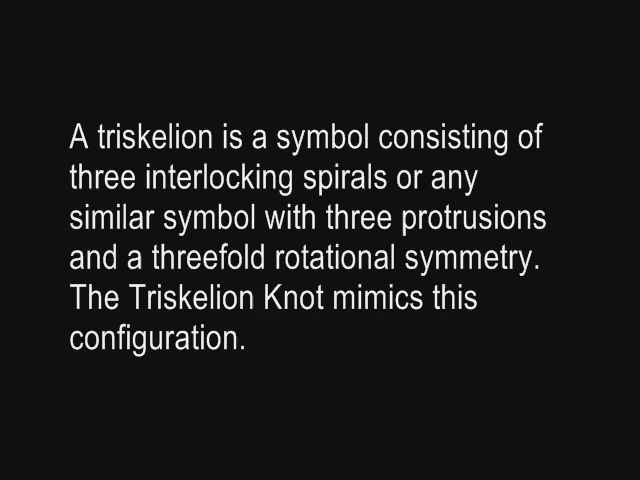 A triskelion is a symbol consisting of
three interlocking spirals or any
similar symbol with three protrusions
and a threefold rotational symmetry.
The Triskelion Knot mimics this
configuration.